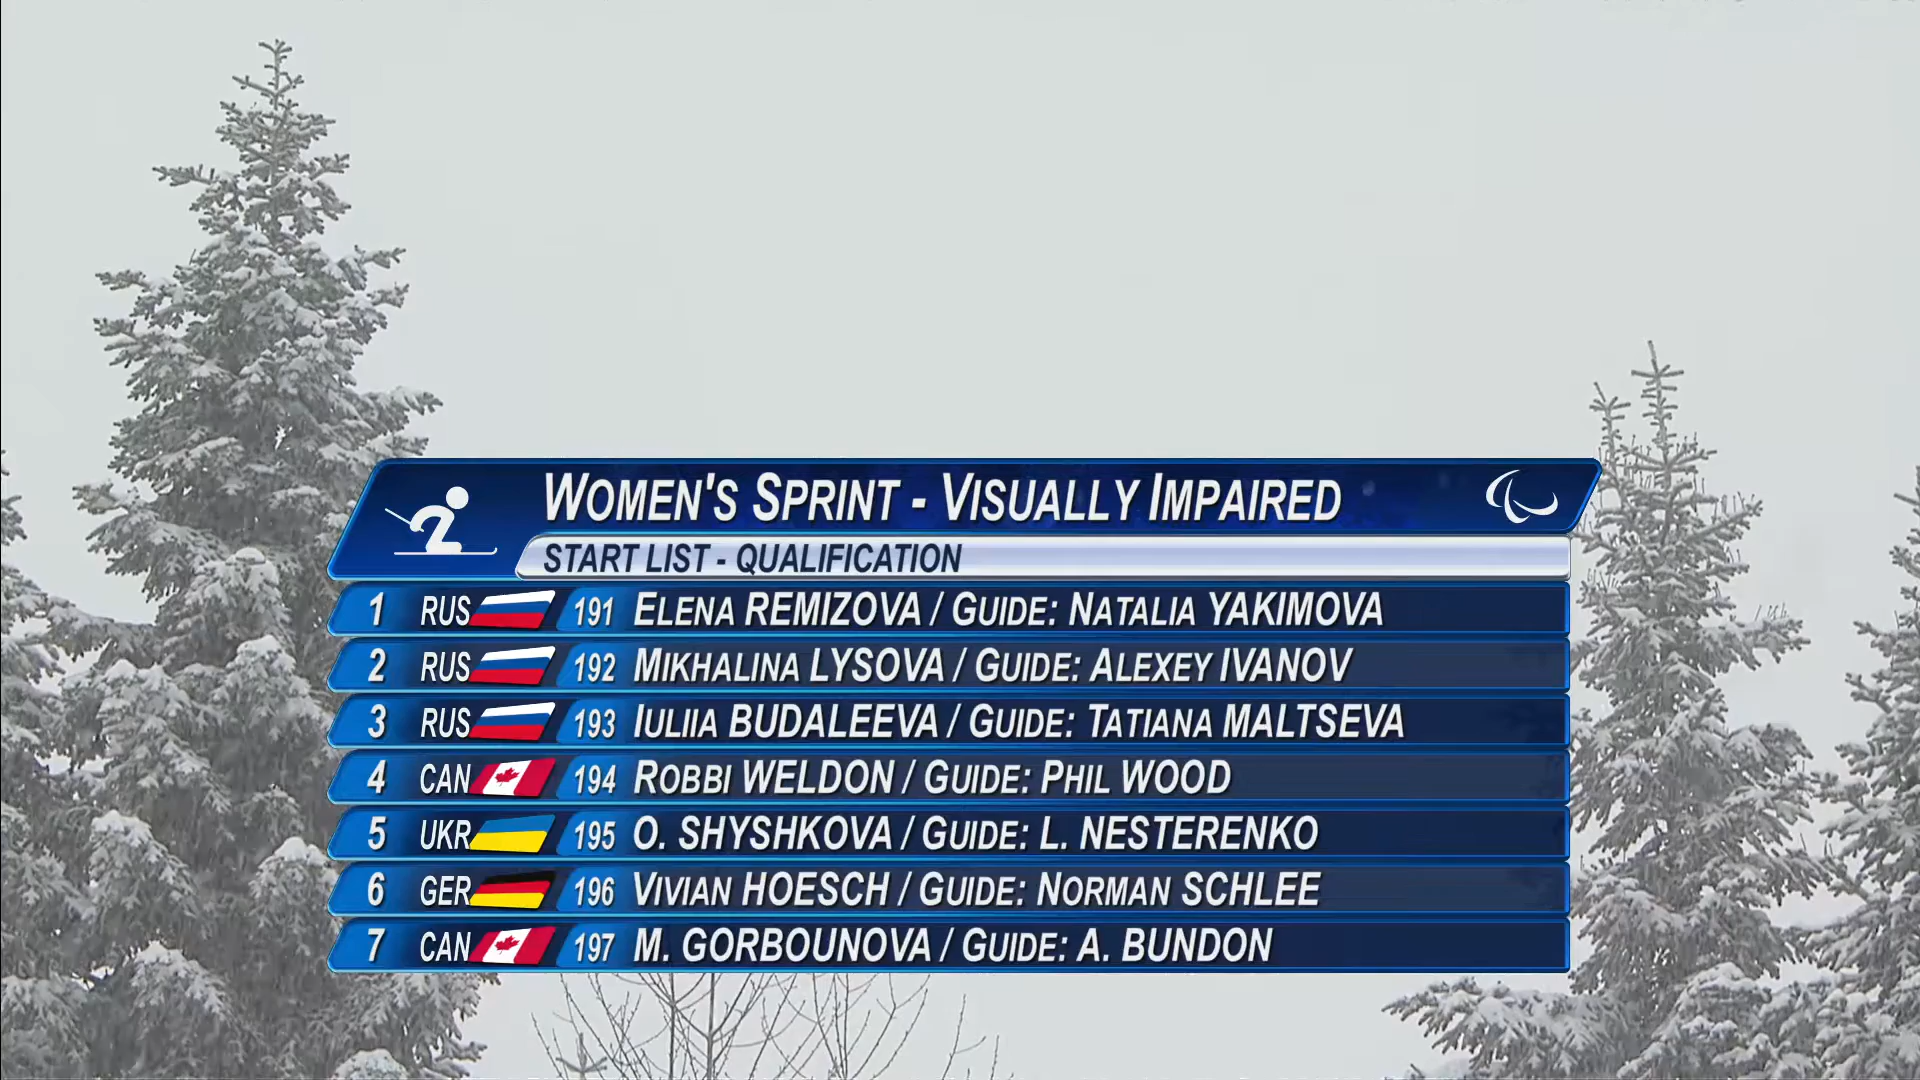 WOMEN'S SPRINT - VISUALLY IMPAIRED
START LIST - QUALIFICATION
1 RUS 191 ELENA REMIZOVA / GUIDE: NATALIA YAKIMOVA
2 RUS 192 MIKHALINA LYSOVA / GUIDE: ALEXEY IVANOV
3 RUS 193 IULIIA BUDALEEVA / GUIDE: TATIANA MALTSEVA
4 CAN 194 ROBBI WELDON / GUIDE: PHIL WOOD
5 UKR 195 O. SHYSHKOVA / GUIDE: L. NESTERENKO
6 GER 196 VIVIAN HOESCH / GUIDE: NORMAN SCHLEE
7 CAN 197 M. GORBOUNOVA / GUIDE: A. BUNDON